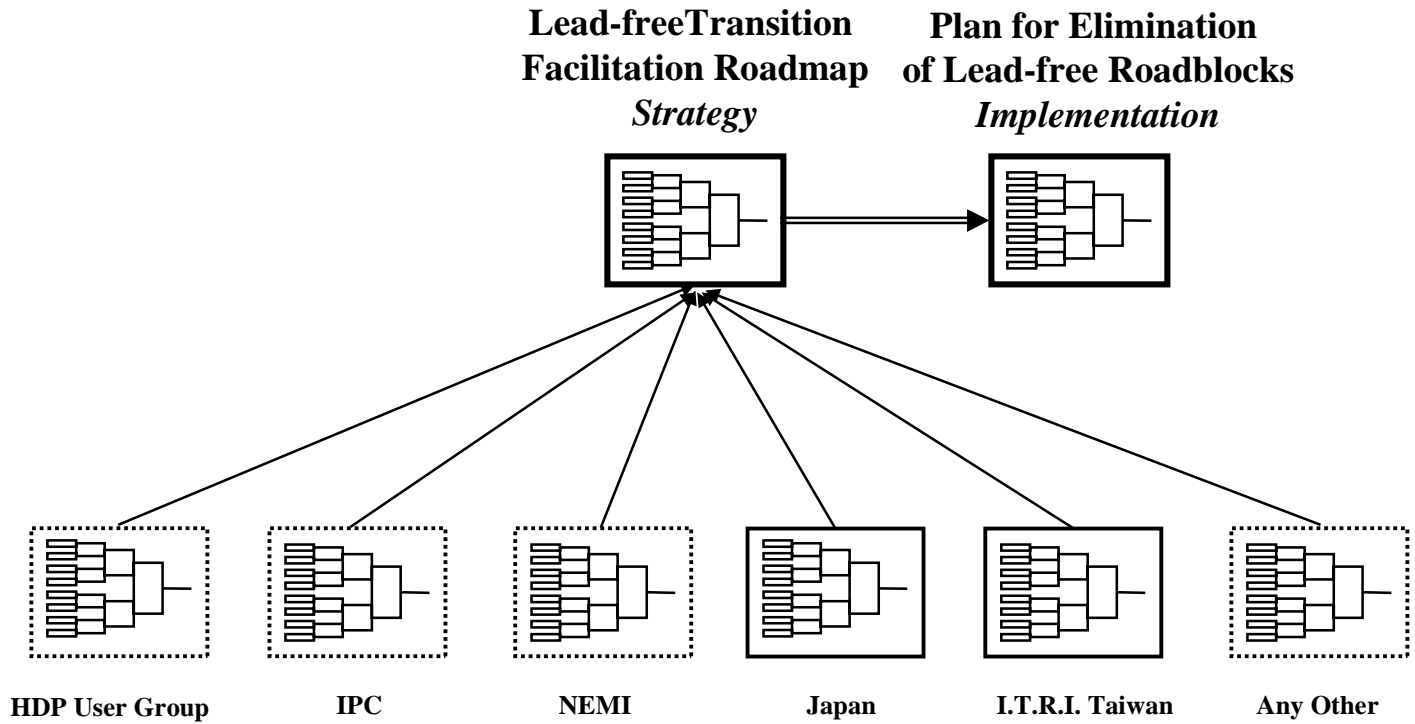 Lead-freeTransition
Facilitation Roadmap
Strategy
Plan for Elimination
of Lead-free Roadblocks
Implementation
HDP User Group
IPC
NEMI
Japan
I.T.R.I. Taiwan
Any Other